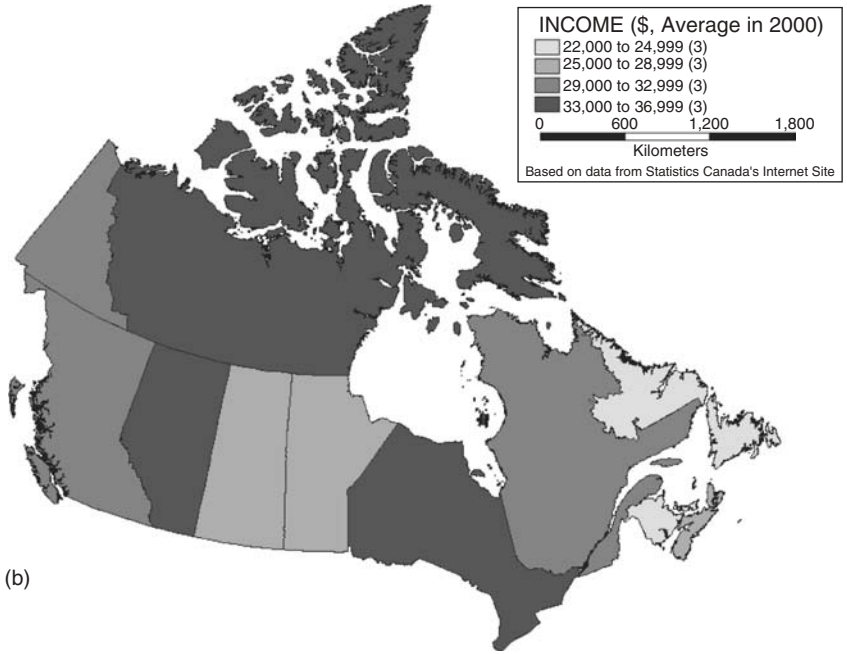 INCOME ($, Average in 2000)
22,000 to 24,999 (3)
25,000 to 28,999 (3)
29,000 to 32,999 (3)
33,000 to 36,999 (3)
0 600 1,200 1,800
Kilometers
Based on data from Statistics Canada's Internet Site
(b)